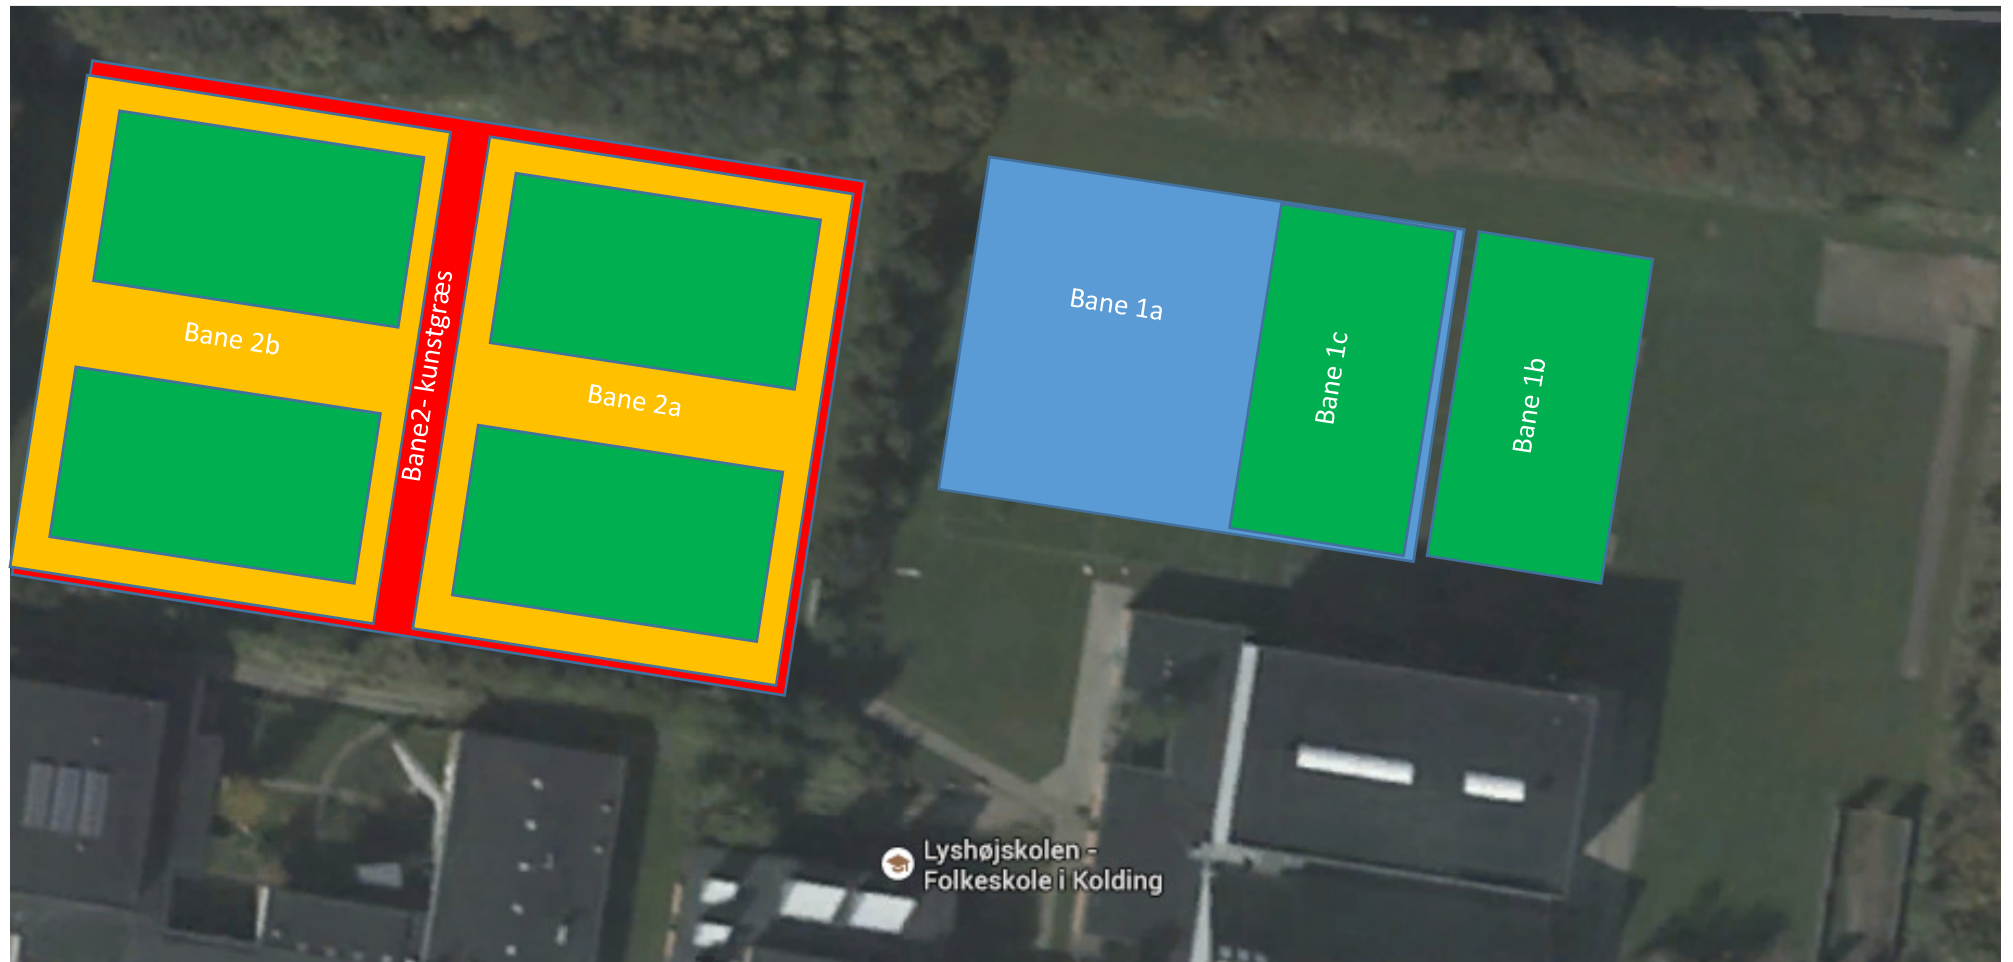 Bane 2b
Bane2- kunstgræs
Bane 2a
Bane 1a
Bane 1c
Bane 1b
Lyshøjskolen -
Folkeskole i Kolding